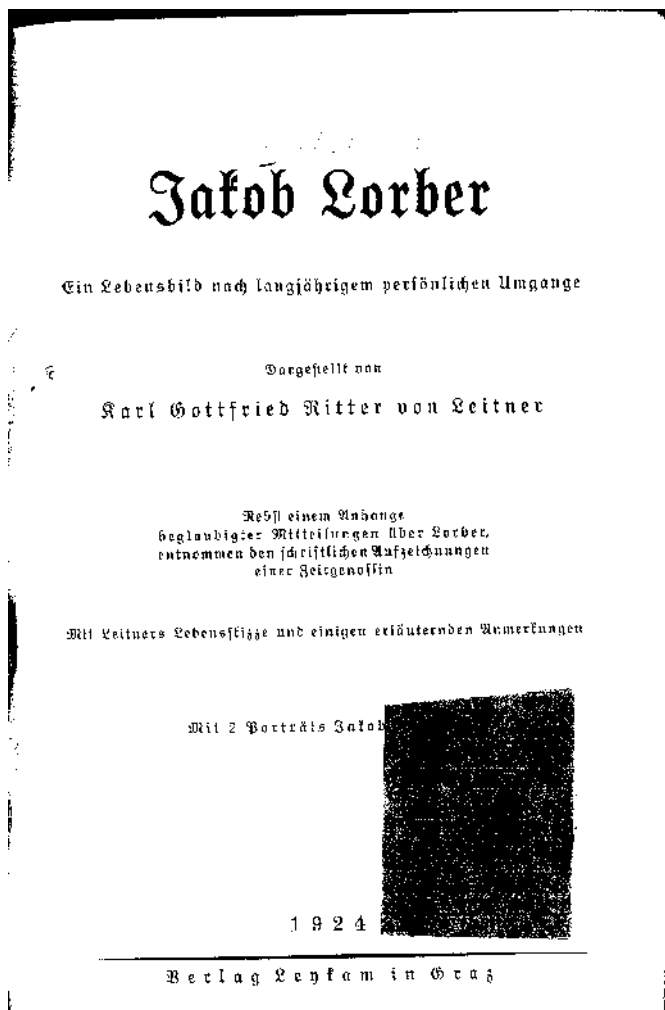 Jakob Lorber
Ein Lebensbild nach langjährigem persönlichen Umgange
Dargestellt von
Karl Gottfried Ritter von Leitner
Nebst einem Anhange
beglaubigter Mitteilungen über Lorber,
entnommen den schriftlichen Aufzeichnungen
einer Zeitgenossin
Mit Leitners Lebensskizze und einigen erläuternden Anmerkungen
Mit 2 Porträts Jakob
1924
Verlag Leykam in Graz